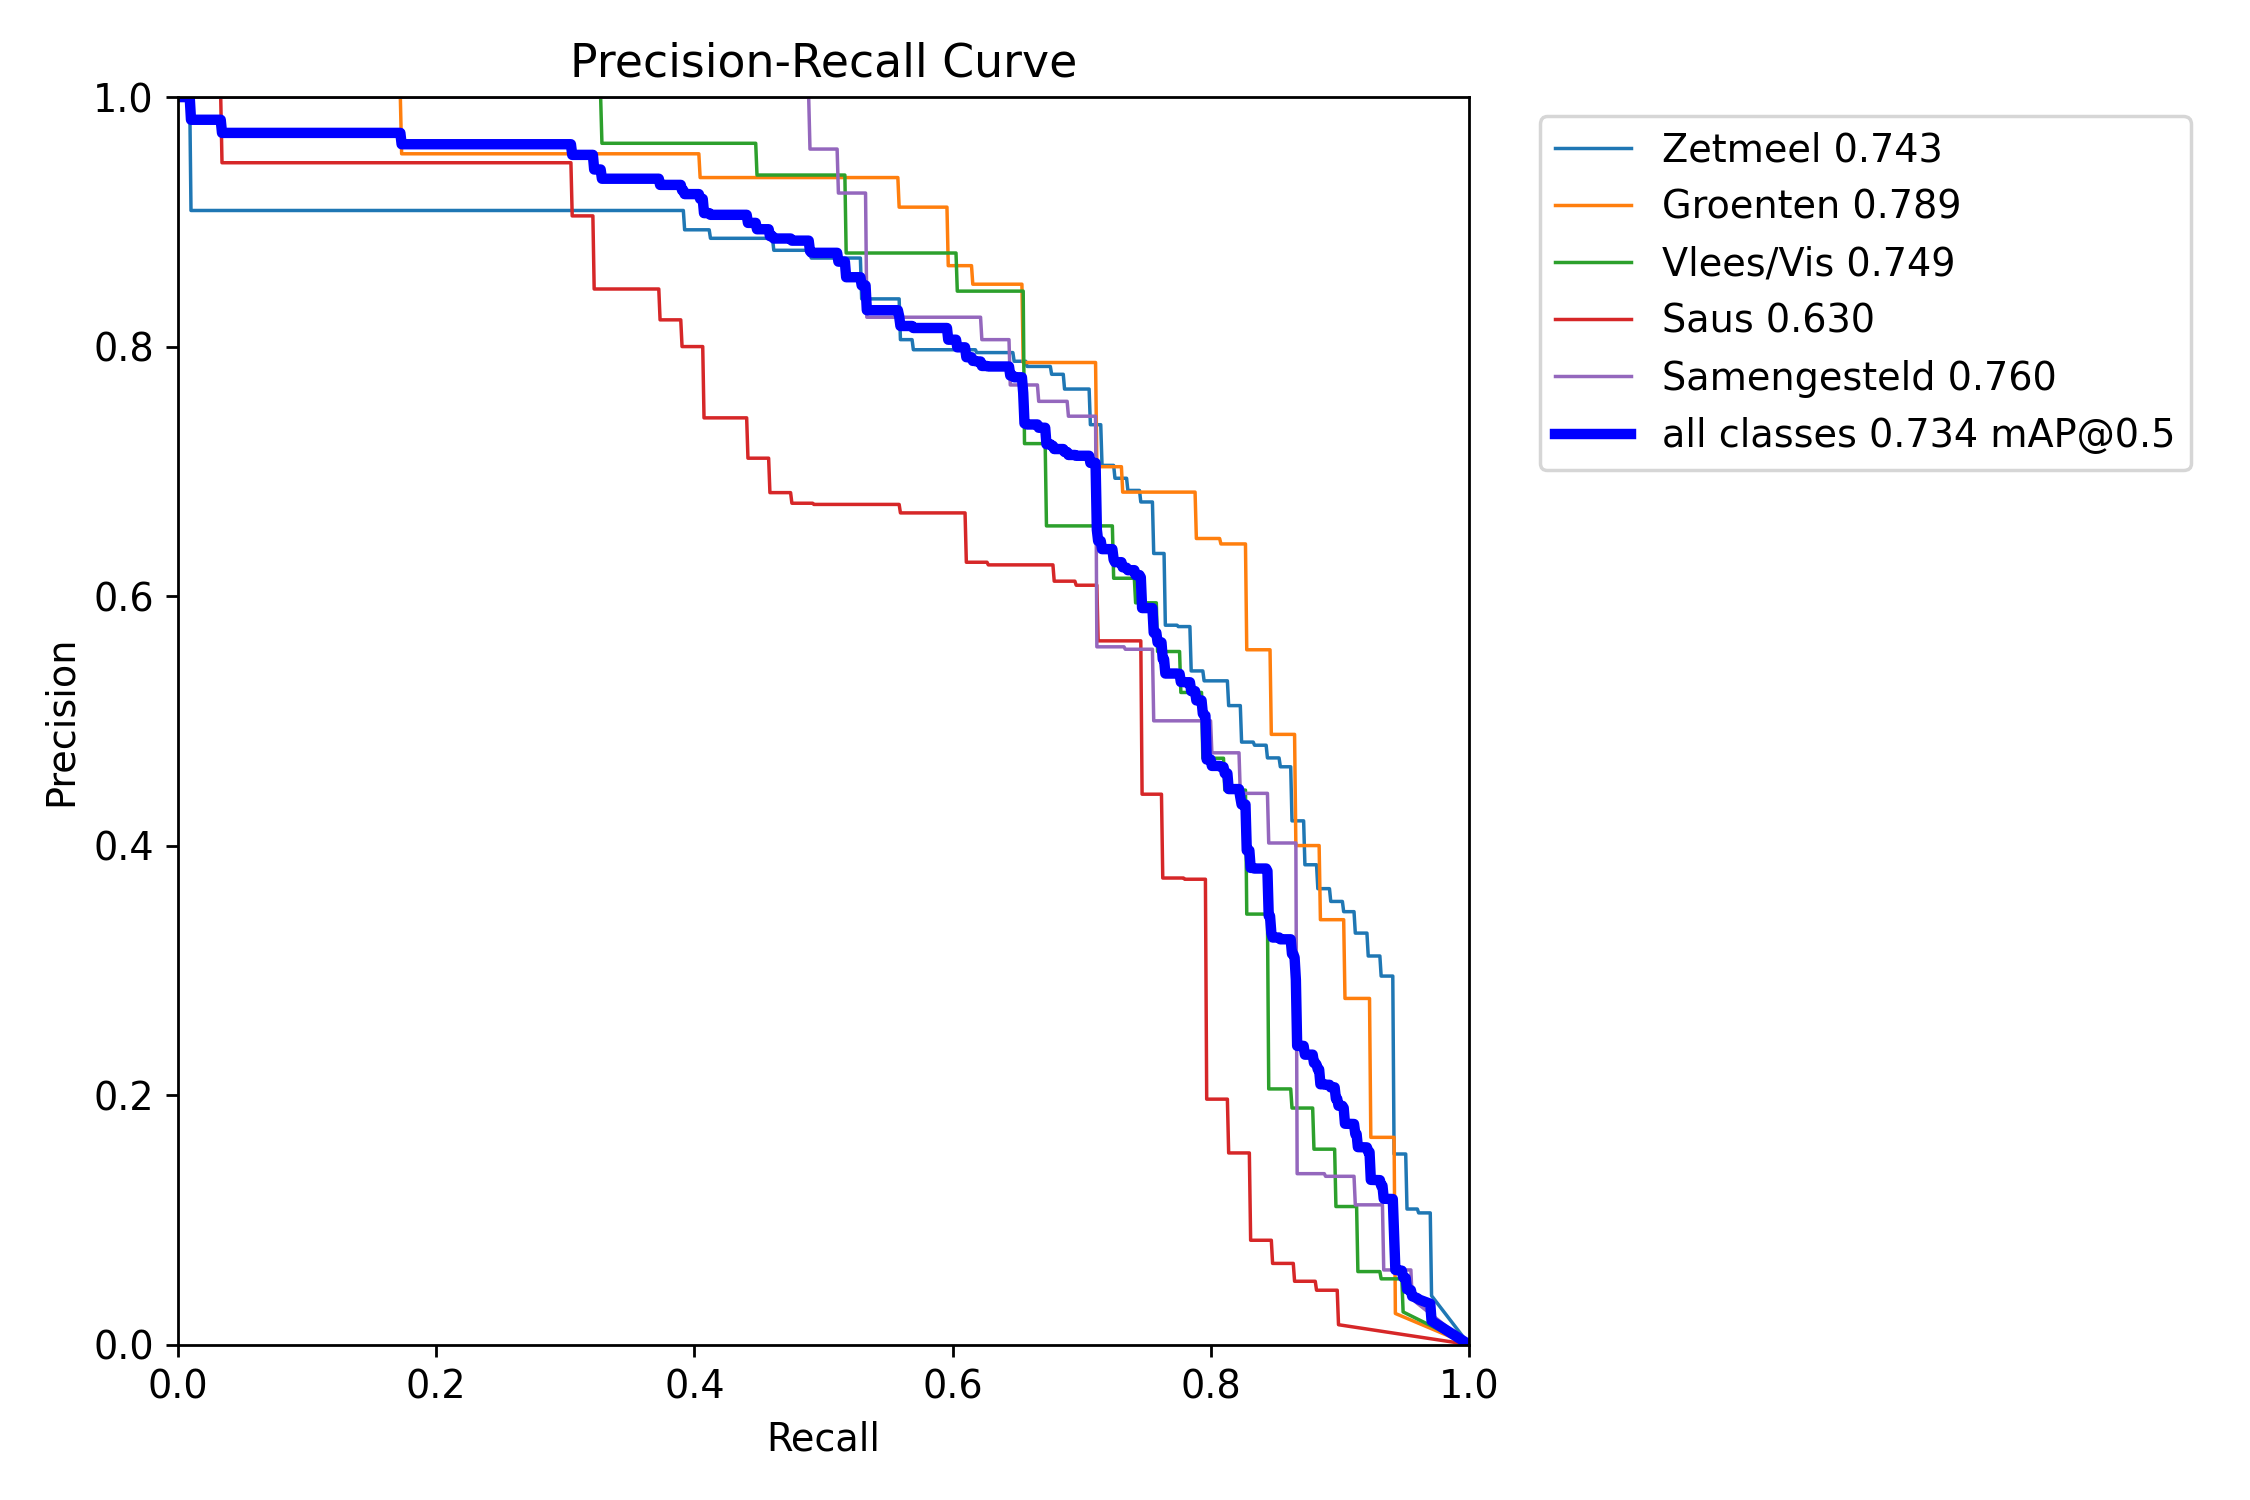 Precision-Recall Curve
1.0
0.8
0.6
0.4
0.2
0.0
Precision
0.0 0.2 0.4 0.6 0.8 1.0
Recall
Zetmeel 0.743
Groenten 0.789
Vlees/Vis 0.749
Saus 0.630
Samengesteld 0.760
all classes 0.734 mAP@0.5